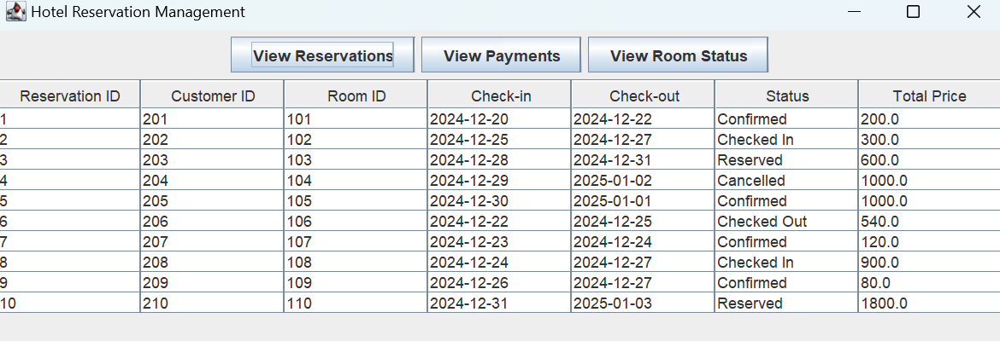 Hotel Reservation Management
View Reservations View Payments View Room Status
Reservation ID Customer ID Room ID Check-in Check-out Status Total Price
1 201 101 2024-12-20 2024-12-22 Confirmed 200.0
2 202 102 2024-12-25 2024-12-27 Checked In 300.0
3 203 103 2024-12-28 2024-12-31 Reserved 600.0
4 204 104 2024-12-29 2025-01-02 Cancelled 1000.0
5 205 105 2024-12-30 2025-01-01 Confirmed 1000.0
6 206 106 2024-12-22 2024-12-25 Checked Out 540.0
7 207 107 2024-12-23 2024-12-24 Confirmed 120.0
8 208 108 2024-12-24 2024-12-27 Checked In 900.0
9 209 109 2024-12-26 2024-12-27 Confirmed 80.0
10 210 110 2024-12-31 2025-01-03 Reserved 1800.0